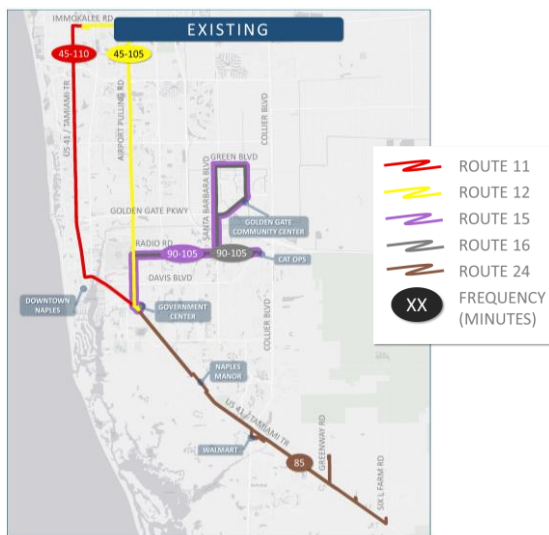 IMMOKALEE RD
EXISTING
45-110
45-105
US 41 / TAMIAMI TR
AIRPORT PULLING RD
COLLIER BLVD
SANTA BARBARA BLVD
GREEN BLVD
GOLDEN GATE PKWY
GOLDEN GATE
COMMUNITY CENTER
RADIO RD
90-105
90-105
CAT OPS
DAVIS BLVD
DOWNTOWN
NAPLES
GOVERNMENT
CENTER
COLLIER BLVD
NAPLES
MANOR
US 41 / TAMIAMI TR
WALMART
85
GREENWAY RD
SIX L FARM RD
ROUTE 11
ROUTE 12
ROUTE 15
ROUTE 16
ROUTE 24
XX
FREQUENCY
(MINUTES)